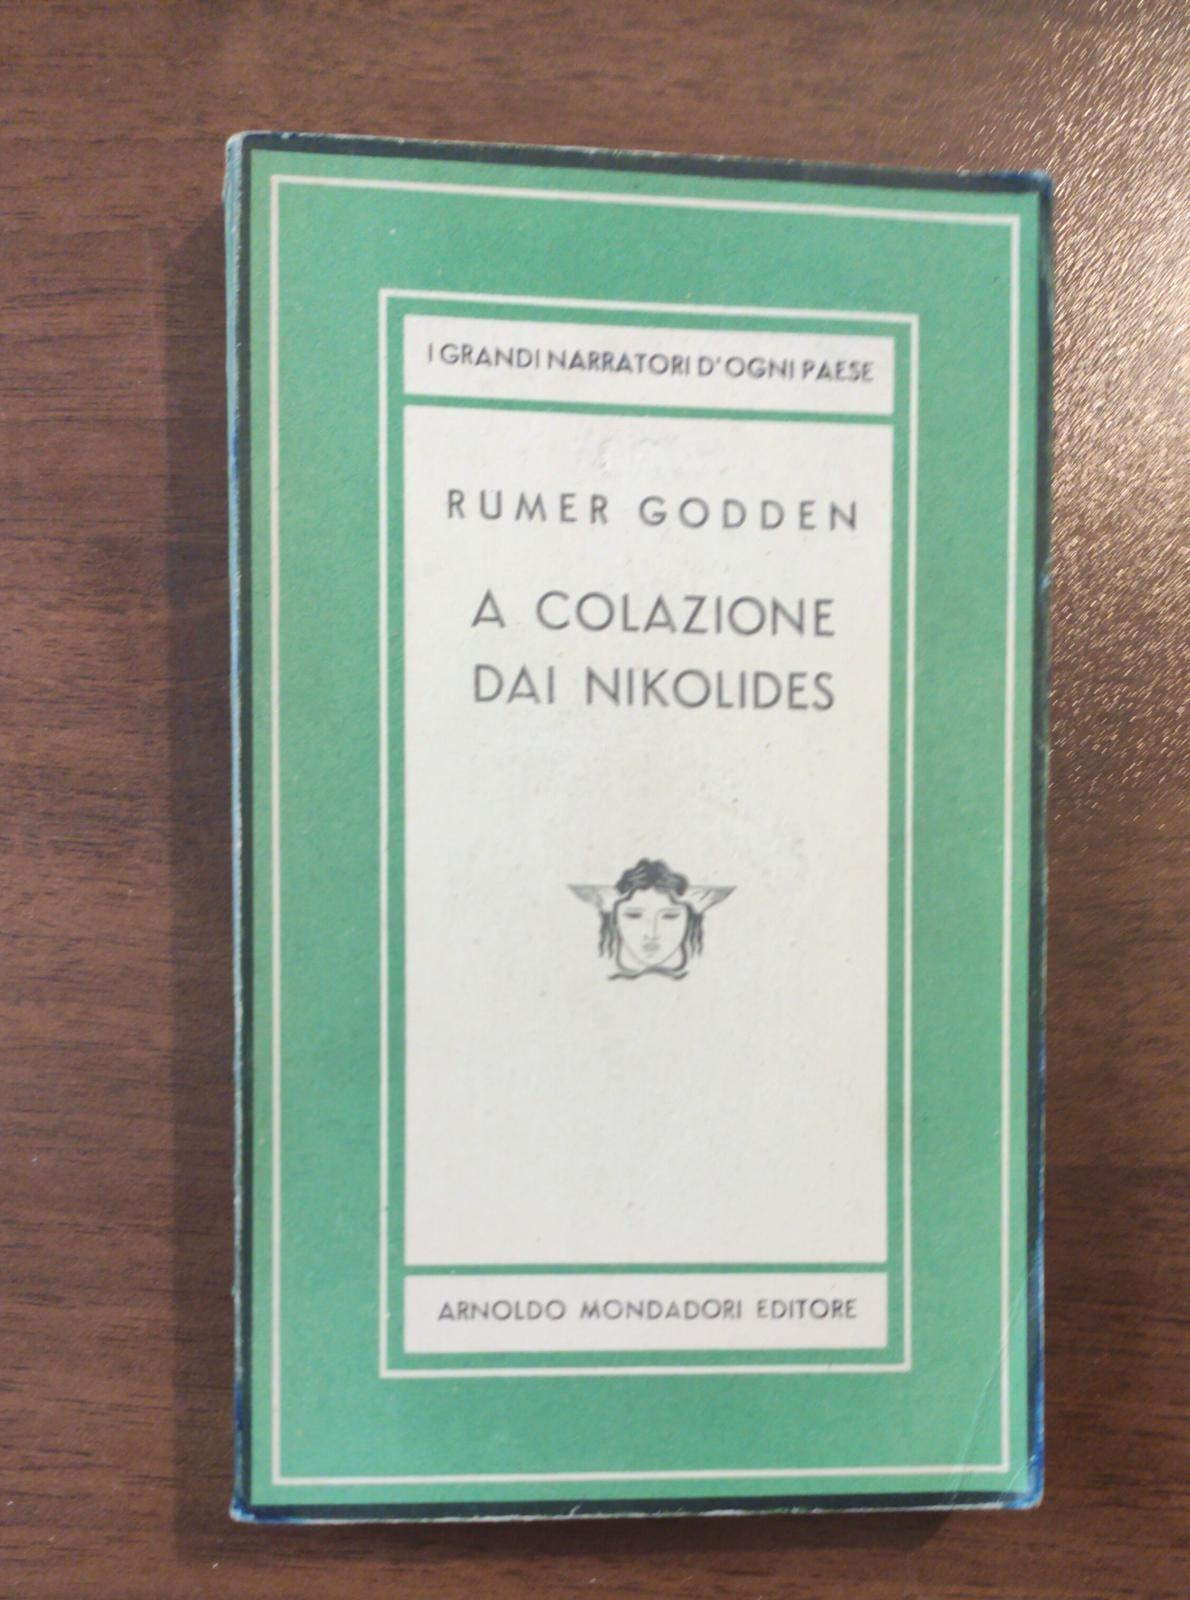 I GRANDI NARRATORI D'OGNI PAESE
RUMER GODDEN
A COLAZIONE
DAI NIKOLIDES
ARNOLDO MONDADORI EDITORE